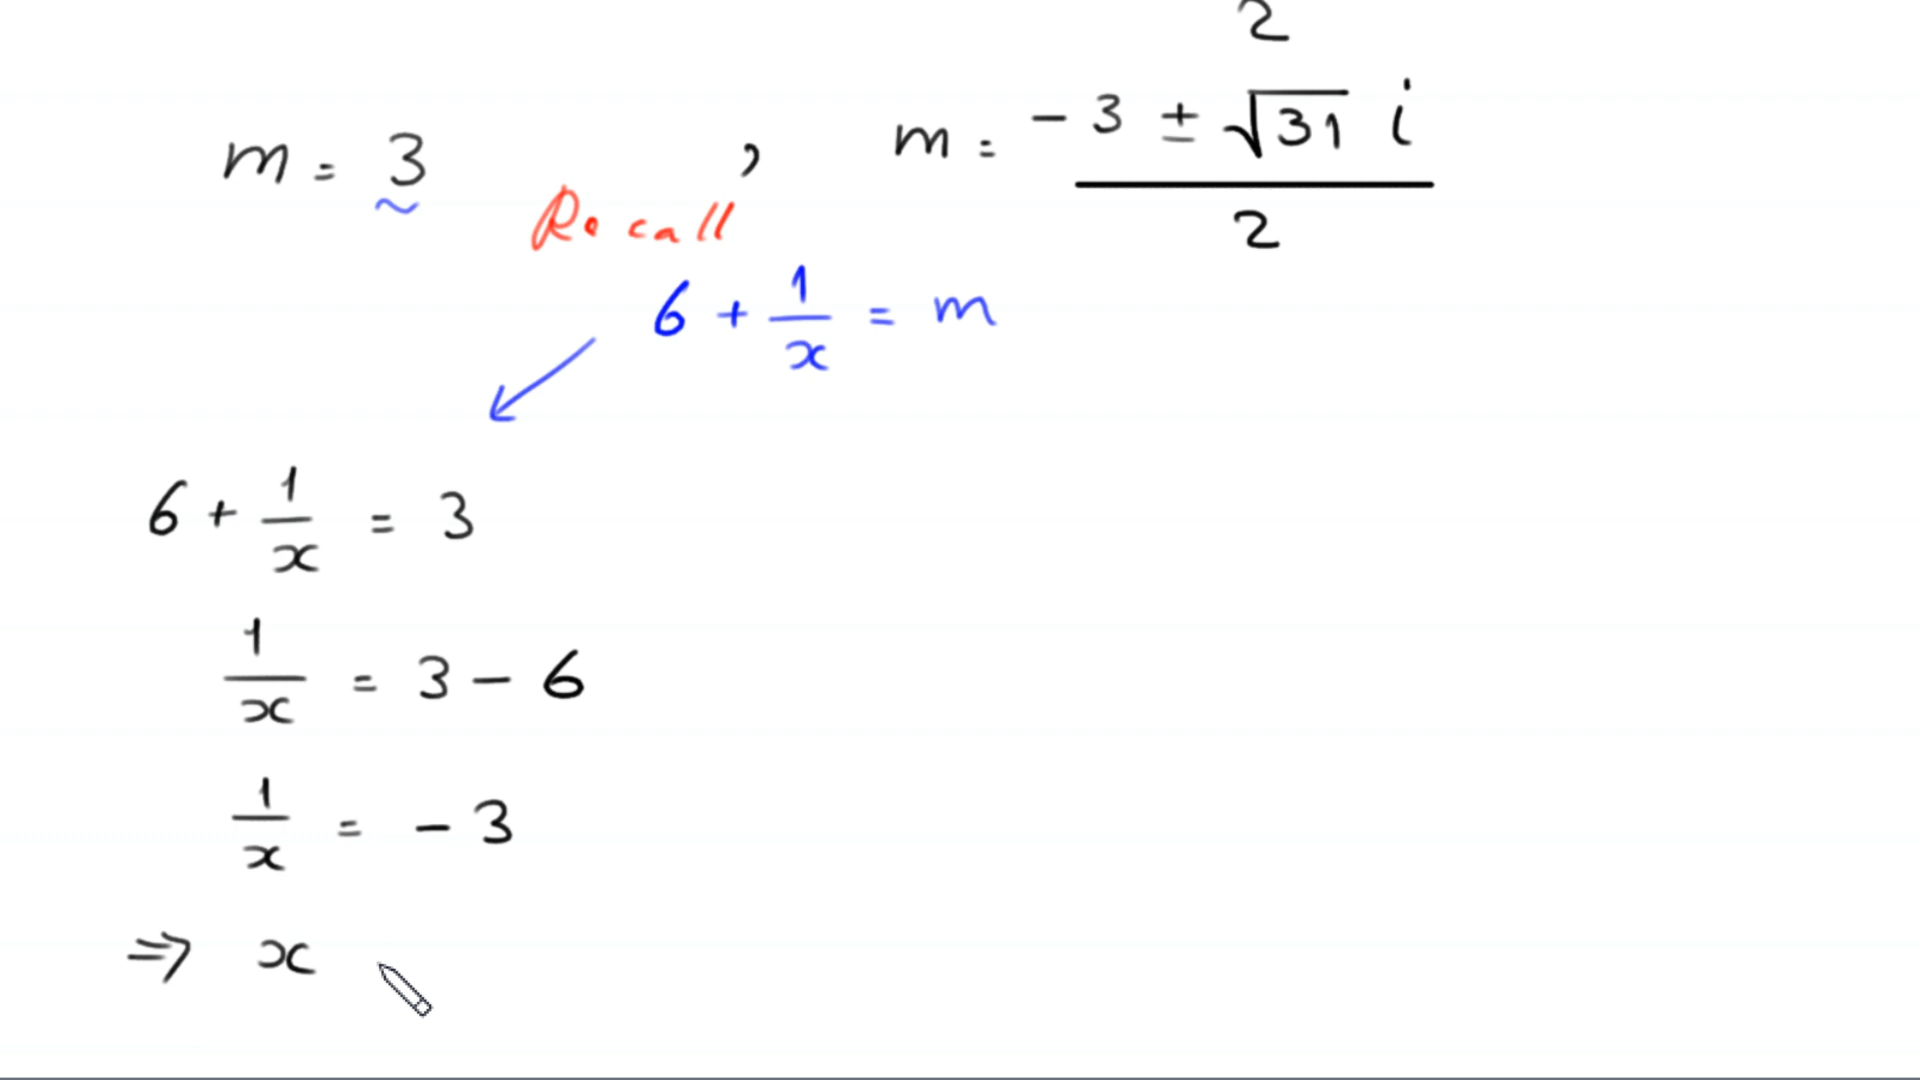 2
m = 3 , m = (-3 ± √31 i)/2
Recall
6 + 1/x = m
6 + 1/x = 3
1/x = 3 - 6
1/x = - 3
⇒ x